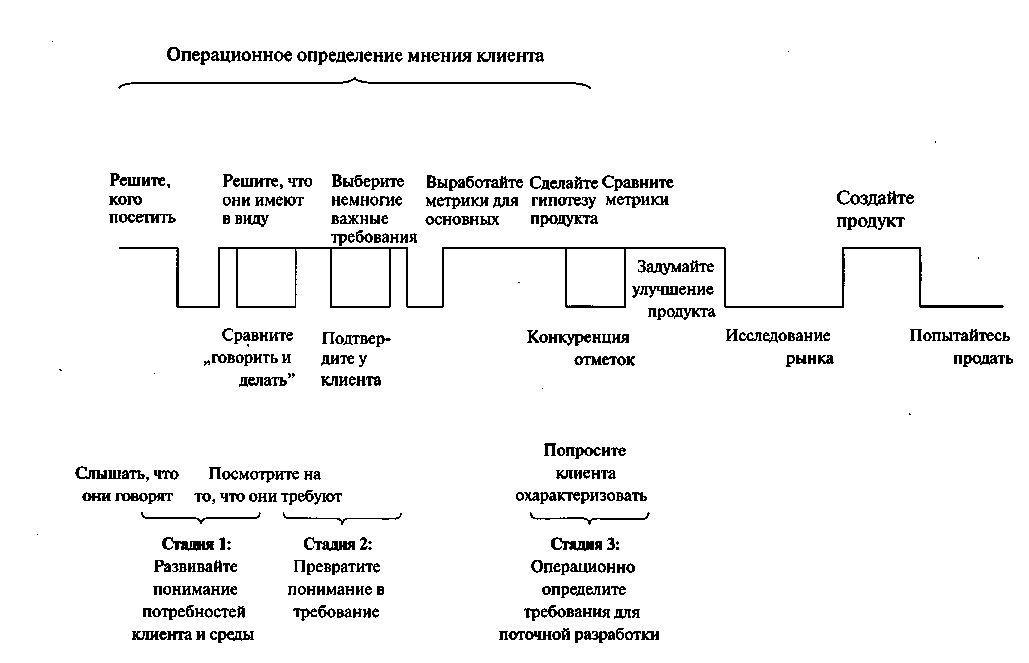 Операционное определение мнения клиента
Решите,
кого
посетить
Решите, что
они имеют
в виду
Выберите
немногие
важные
требования
Выработайте
метрики для
основных
Сделайте
гипотезу
продукта
Сравните
метрики
Создайте
продукт
Задумайте
улучшение
продукта
Сравните
„говорить и
делать”
Подтвер-
дите у
клиента
Конкуренция
отметок
Исследование
рынка
Попытайтесь
продать
Слышать, что
они говорят
Посмотрите на
то, что они требуют
Попросите
клиента
охарактеризовать
Стадия 1:
Развивайте
понимание
потребностей
клиента и среды
Стадия 2:
Превратите
понимание в
требование
Стадия 3:
Операционно
определите
требования для
поточной разработки